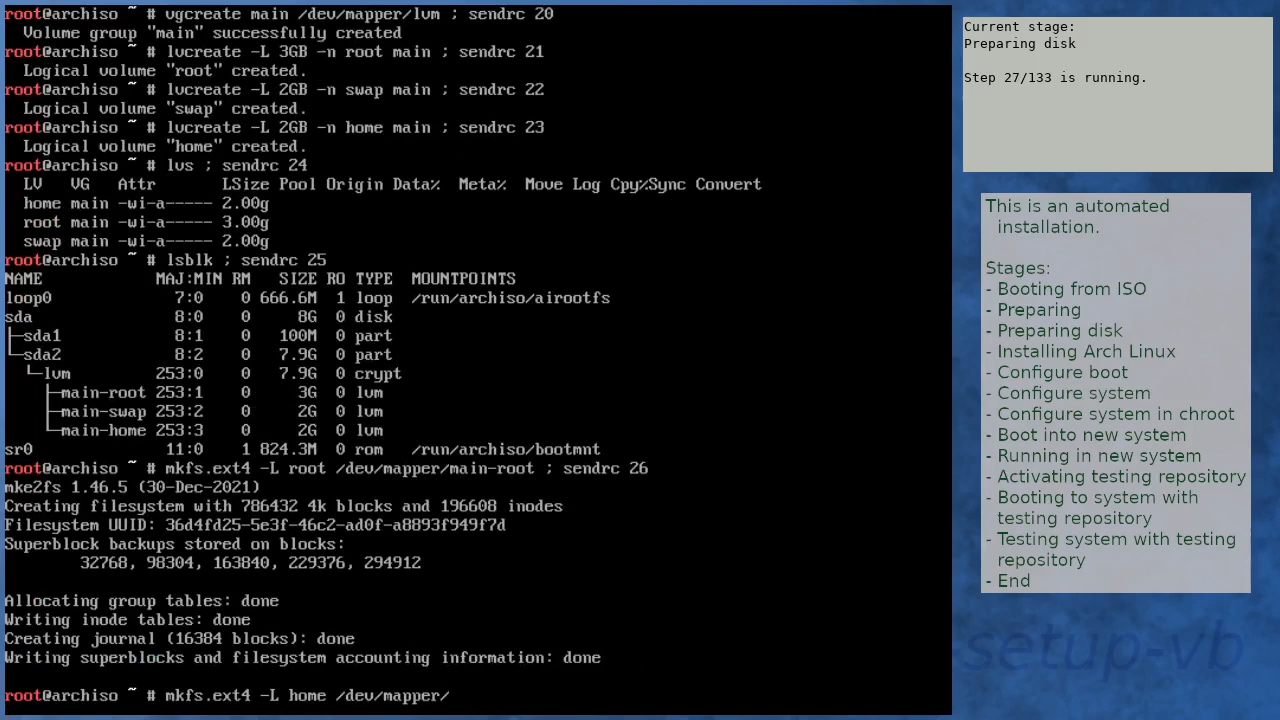 root@archiso ~ # vgcreate main /dev/mapper/lvm ; sendrc 20
  Volume group "main" successfully created
root@archiso ~ # lvcreate -L 3GB -n root main ; sendrc 21
  Logical volume "root" created.
root@archiso ~ # lvcreate -L 2GB -n swap main ; sendrc 22
  Logical volume "swap" created.
root@archiso ~ # lvcreate -L 2GB -n home main ; sendrc 23
  Logical volume "home" created.
root@archiso ~ # lvs ; sendrc 24
  LV   VG   Attr       LSize Pool Origin Data%  Meta%  Move Log Cpy%Sync Convert
  home main -wi-a----- 2.00g
  root main -wi-a----- 3.00g
  swap main -wi-a----- 2.00g
root@archiso ~ # lsblk ; sendrc 25
NAME            MAJ:MIN RM   SIZE RO TYPE  MOUNTPOINTS
loop0             7:0    0 666.6M  1 loop  /run/archiso/airootfs
sda               8:0    0     8G  0 disk
├─sda1            8:1    0   100M  0 part
└─sda2            8:2    0   7.9G  0 part
  └─lvm         253:0    0   7.9G  0 crypt
    ├─main-root 253:1    0     3G  0 lvm
    ├─main-swap 253:2    0     2G  0 lvm
    └─main-home 253:3    0     2G  0 lvm
sr0              11:0    1 824.3M  0 rom   /run/archiso/bootmnt
root@archiso ~ # mkfs.ext4 -L root /dev/mapper/main-root ; sendrc 26
mke2fs 1.46.5 (30-Dec-2021)
Creating filesystem with 786432 4k blocks and 196608 inodes
Filesystem UUID: 36d4fd25-5e3f-46c2-ad0f-a8893f949f7d
Superblock backups stored on blocks:
        32768, 98304, 163840, 229376, 294912
Allocating group tables: done
Writing inode tables: done
Creating journal (16384 blocks): done
Writing superblocks and filesystem accounting information: done
root@archiso ~ # mkfs.ext4 -L home /dev/mapper/
Current stage:
Preparing disk
Step 27/133 is running.
This is an automated
installation.
Stages:
- Booting from ISO
- Preparing
- Preparing disk
- Installing Arch Linux
- Configure boot
- Configure system
- Configure system in chroot
- Boot into new system
- Running in new system
- Activating testing repository
- Booting to system with
testing repository
- Testing system with testing
repository
- End
setup-vb